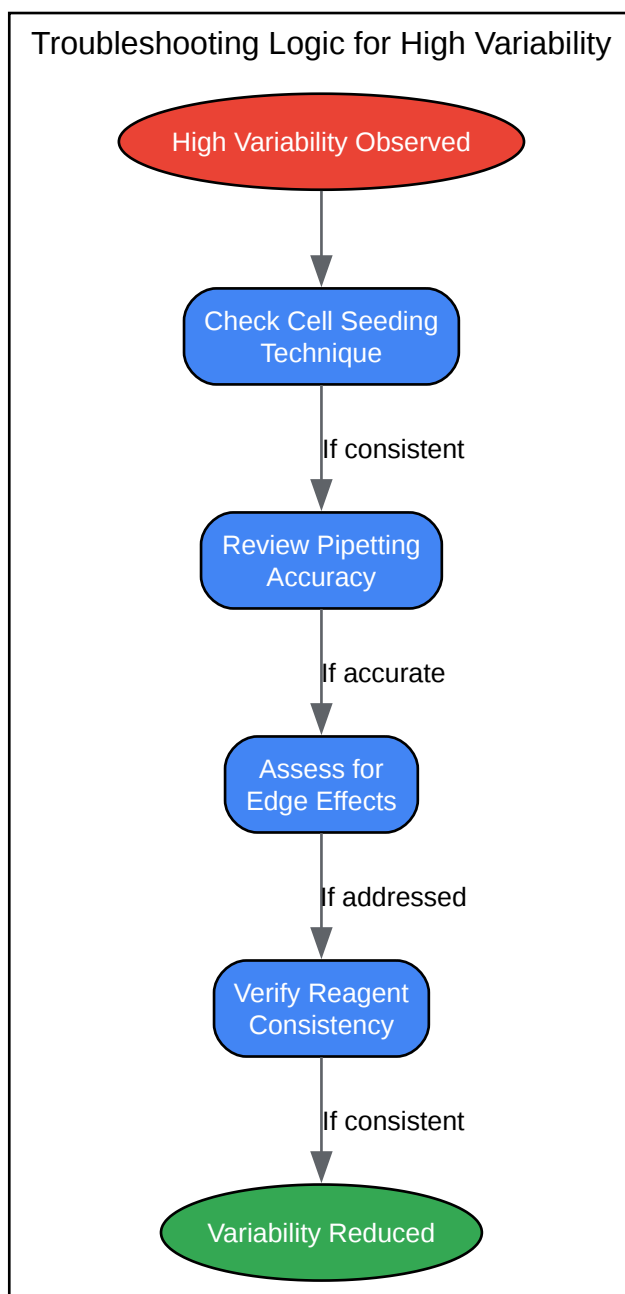 Troubleshooting Logic for High Variability
High Variability Observed
Check Cell Seeding
Technique
If consistent
Review Pipetting
Accuracy
If accurate
Assess for
Edge Effects
If addressed
Verify Reagent
Consistency
If consistent
Variability Reduced